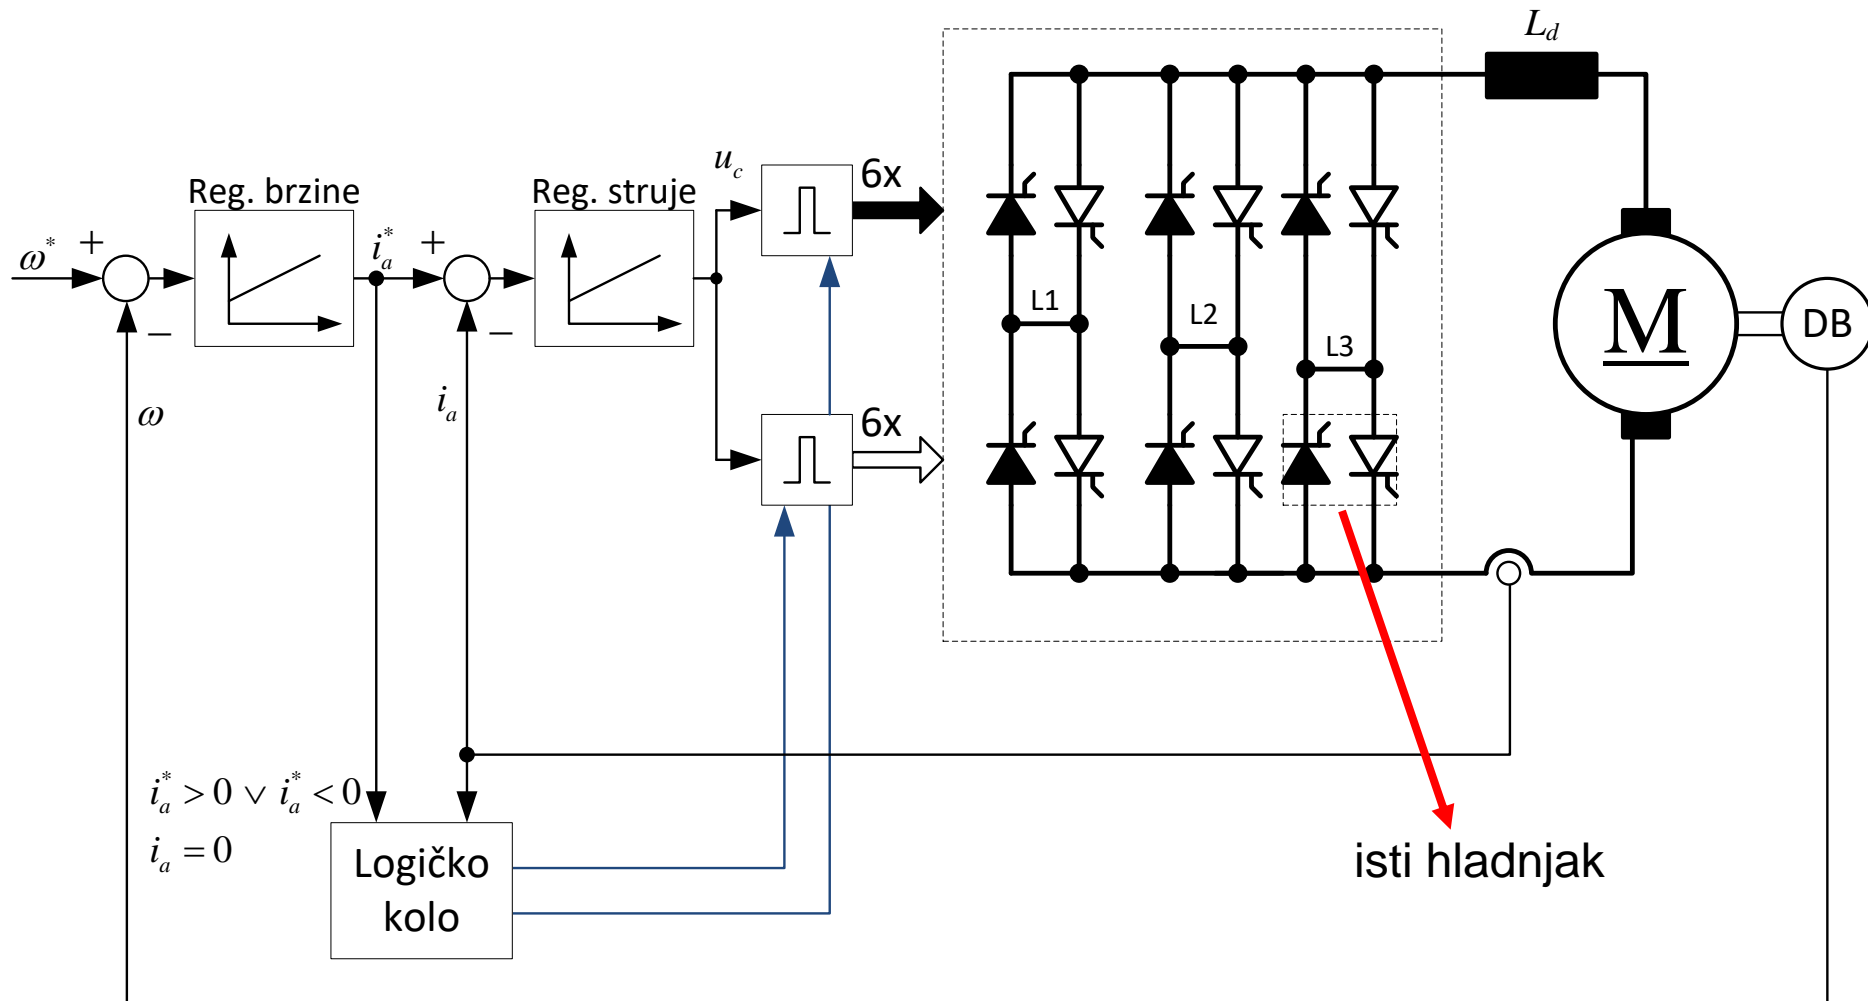 L_d
u_c
6x
Reg. brzine
Reg. struje
ω* + i_a* +
L1
L2
L3
−
−
M
DB
ω
i_a
6x
i_a* > 0 ∨ i_a* < 0
i_a = 0
Logičko
kolo
isti hladnjak